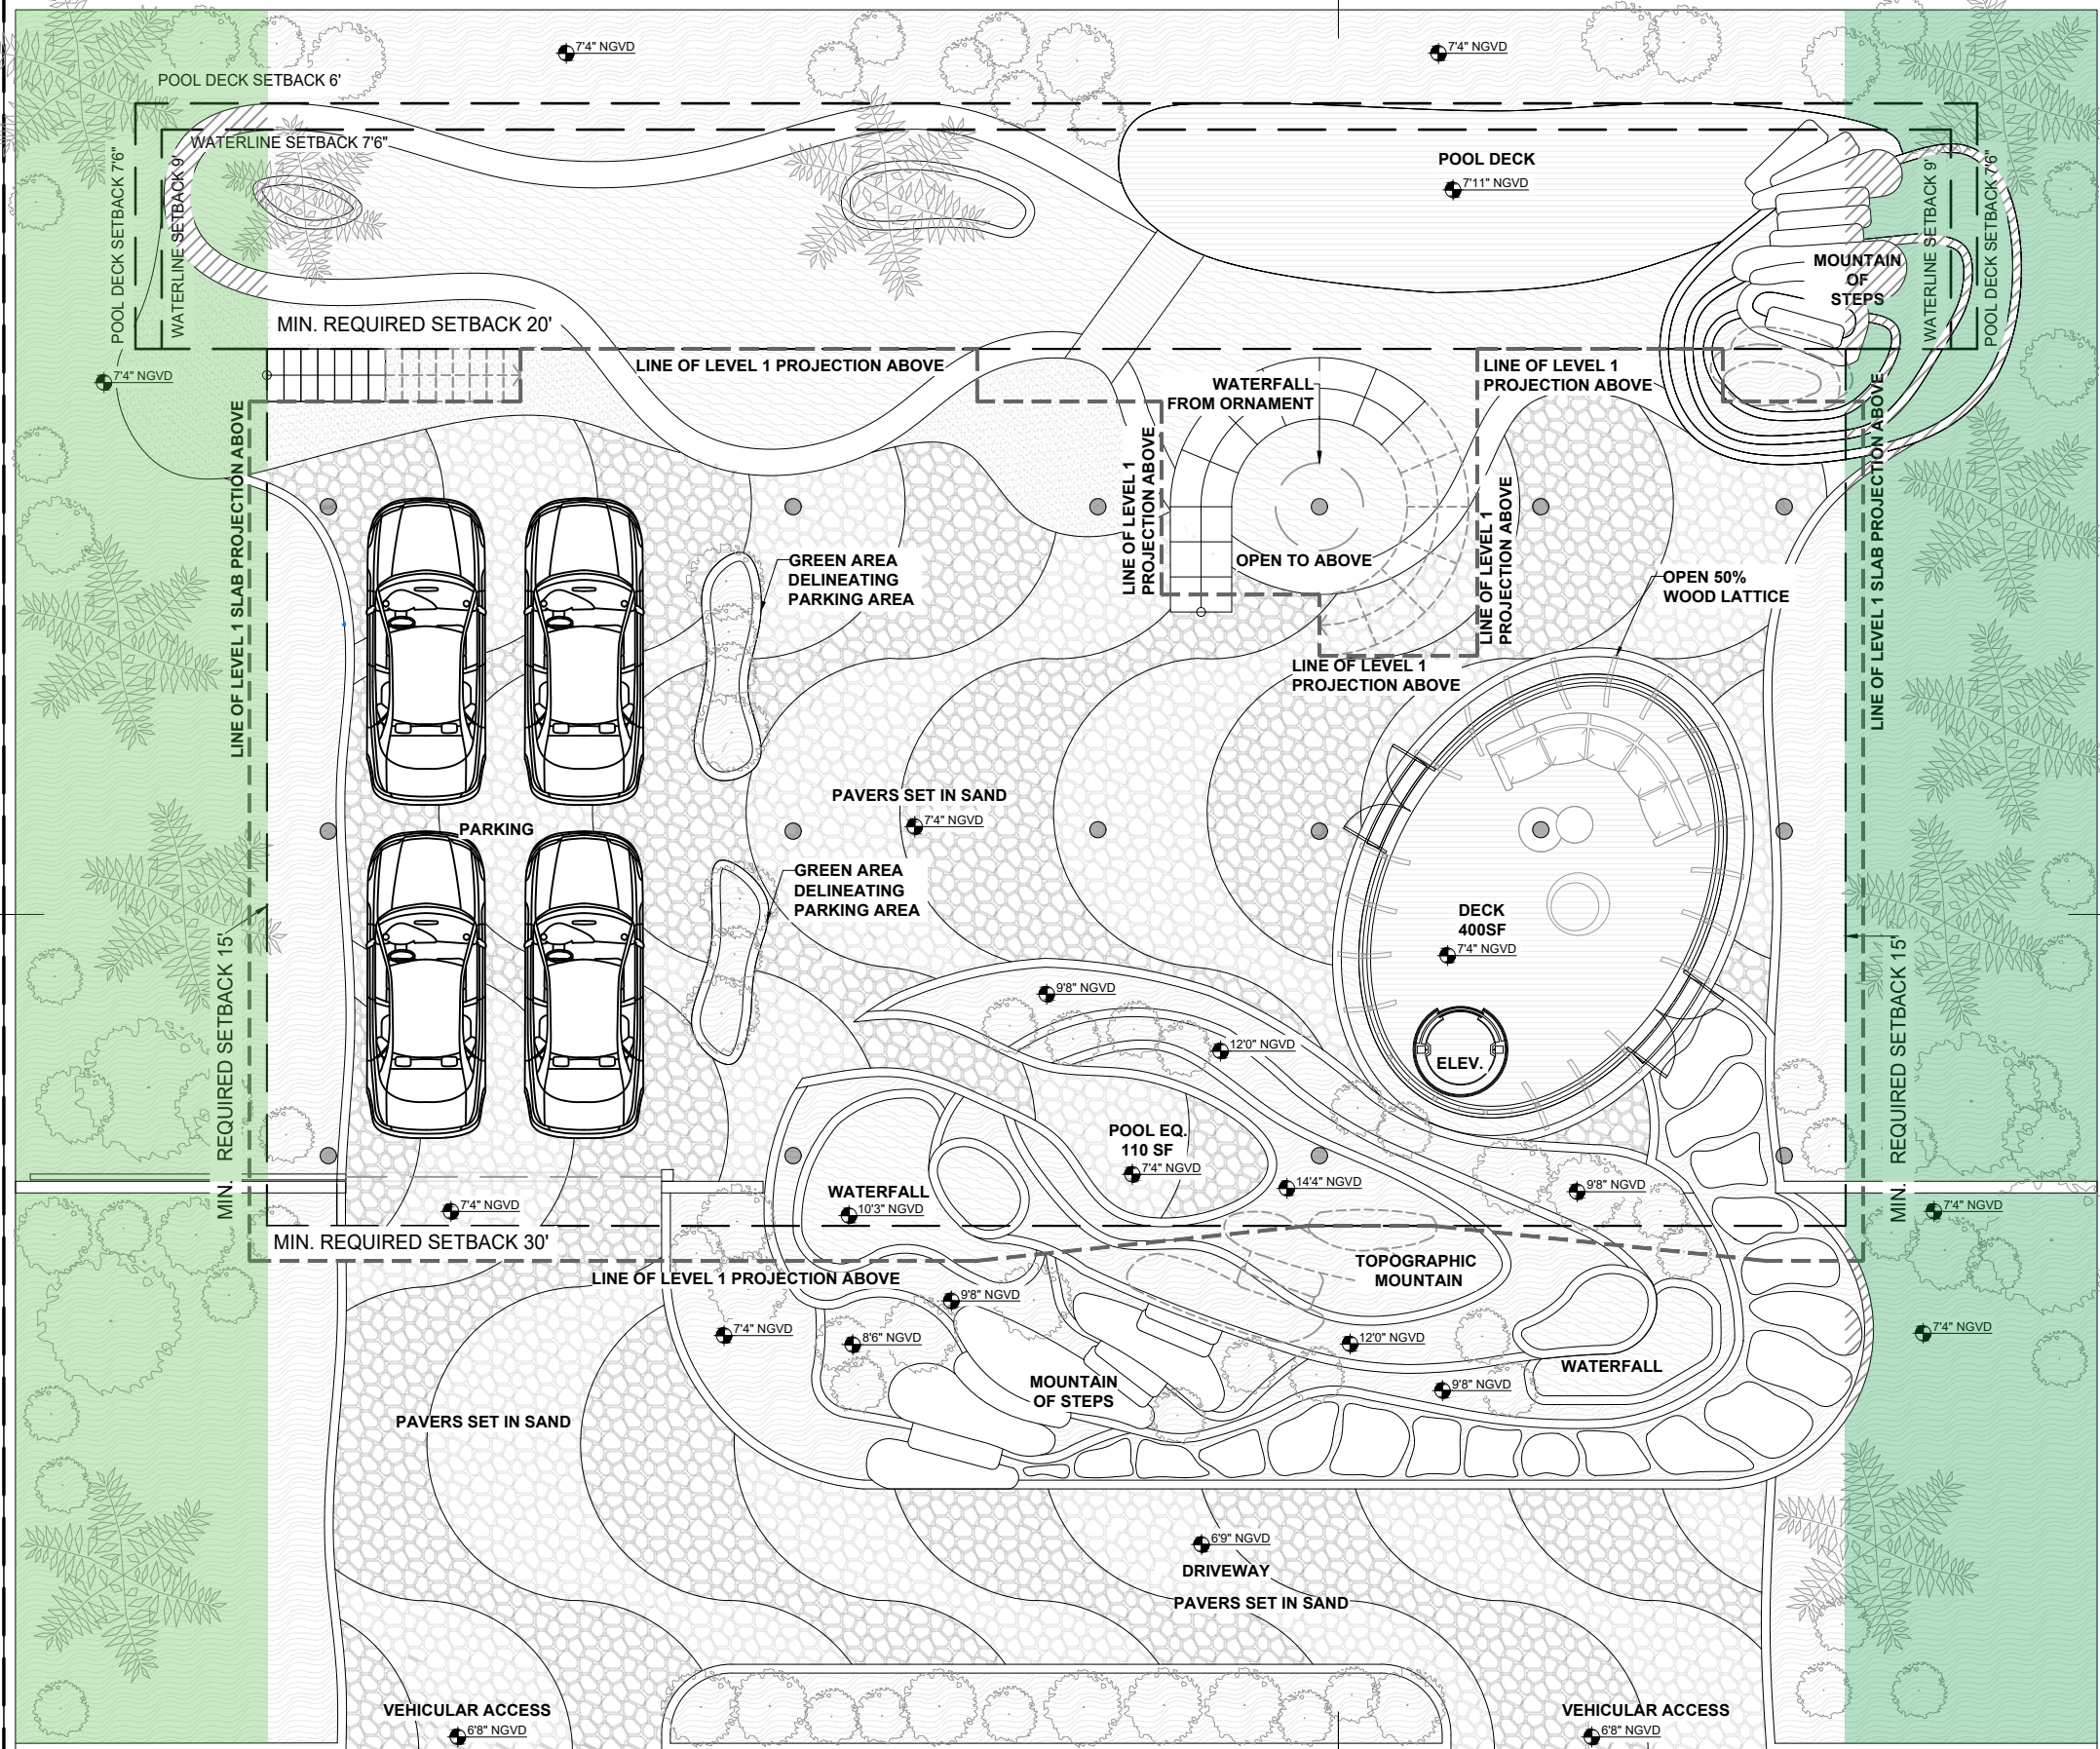 7'4" NGVD
7'4" NGVD
POOL DECK SETBACK 6'
WATERLINE SETBACK 7'6"
POOL DECK SETBACK 7'6"
WATERLINE SETBACK 9'
POOL DECK
7'11" NGVD
WATERLINE SETBACK 9'
POOL DECK SETBACK 7'6"
MOUNTAIN
OF
STEPS
MIN. REQUIRED SETBACK 20'
LINE OF LEVEL 1 PROJECTION ABOVE
7'4" NGVD
WATERFALL
FROM ORNAMENT
LINE OF LEVEL 1
PROJECTION ABOVE
LINE OF LEVEL 1 SLAB PROJECTION ABOVE
LINE OF LEVEL 1
PROJECTION ABOVE
OPEN TO ABOVE
LINE OF LEVEL 1
PROJECTION ABOVE
LINE OF LEVEL 1 SLAB PROJECTION ABOVE
GREEN AREA
DELINEATING
PARKING AREA
OPEN 50%
WOOD LATTICE
LINE OF LEVEL 1
PROJECTION ABOVE
PAVERS SET IN SAND
7'4" NGVD
PARKING
GREEN AREA
DELINEATING
PARKING AREA
DECK
400SF
7'4" NGVD
MIN. REQUIRED SETBACK 15'
MIN. REQUIRED SETBACK 15'
9'8" NGVD
12'0" NGVD
ELEV.
POOL EQ.
110 SF
7'4" NGVD
14'4" NGVD
9'8" NGVD
WATERFALL
10'3" NGVD
7'4" NGVD
7'4" NGVD
MIN. REQUIRED SETBACK 30'
LINE OF LEVEL 1 PROJECTION ABOVE
TOPOGRAPHIC
MOUNTAIN
9'8" NGVD
7'4" NGVD
8'6" NGVD
12'0" NGVD
7'4" NGVD
WATERFALL
MOUNTAIN
OF STEPS
9'8" NGVD
PAVERS SET IN SAND
6'9" NGVD
DRIVEWAY
PAVERS SET IN SAND
VEHICULAR ACCESS
6'8" NGVD
VEHICULAR ACCESS
6'8" NGVD